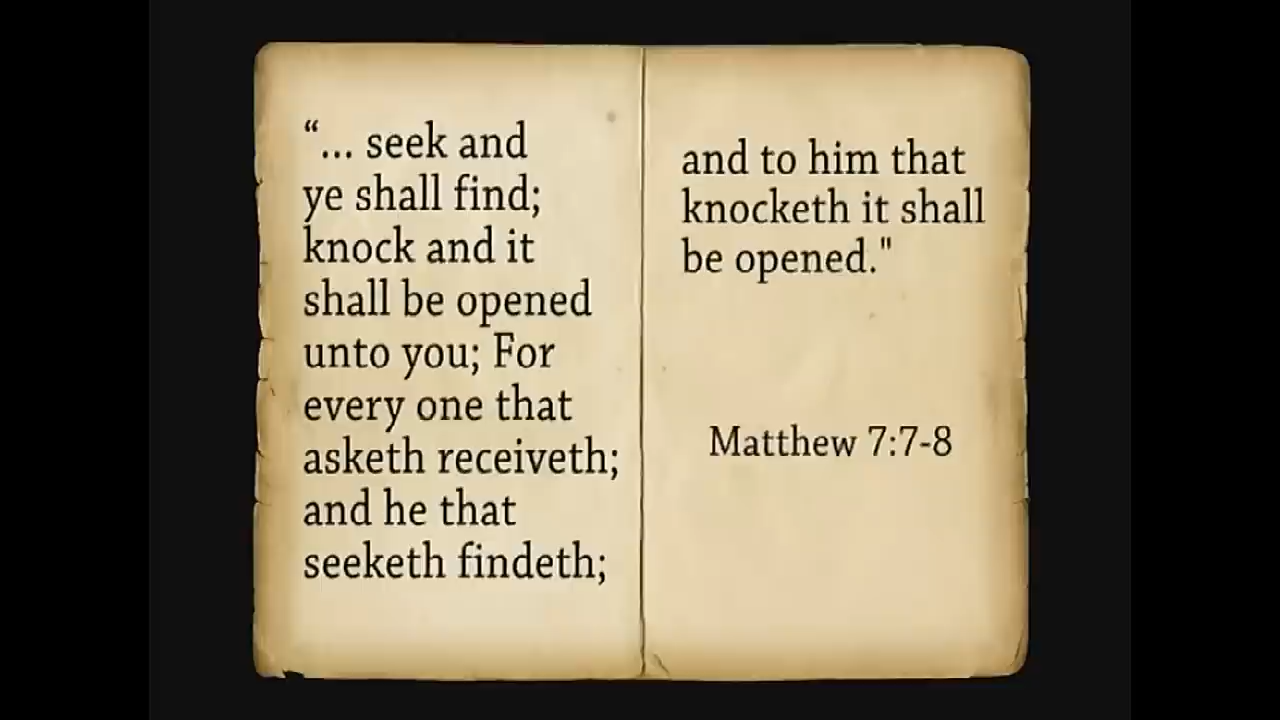 “... seek and
ye shall find;
knock and it
shall be opened
unto you; For
every one that
asketh receiveth;
and he that
seeketh findeth;
and to him that
knocketh it shall
be opened."
Matthew 7:7-8